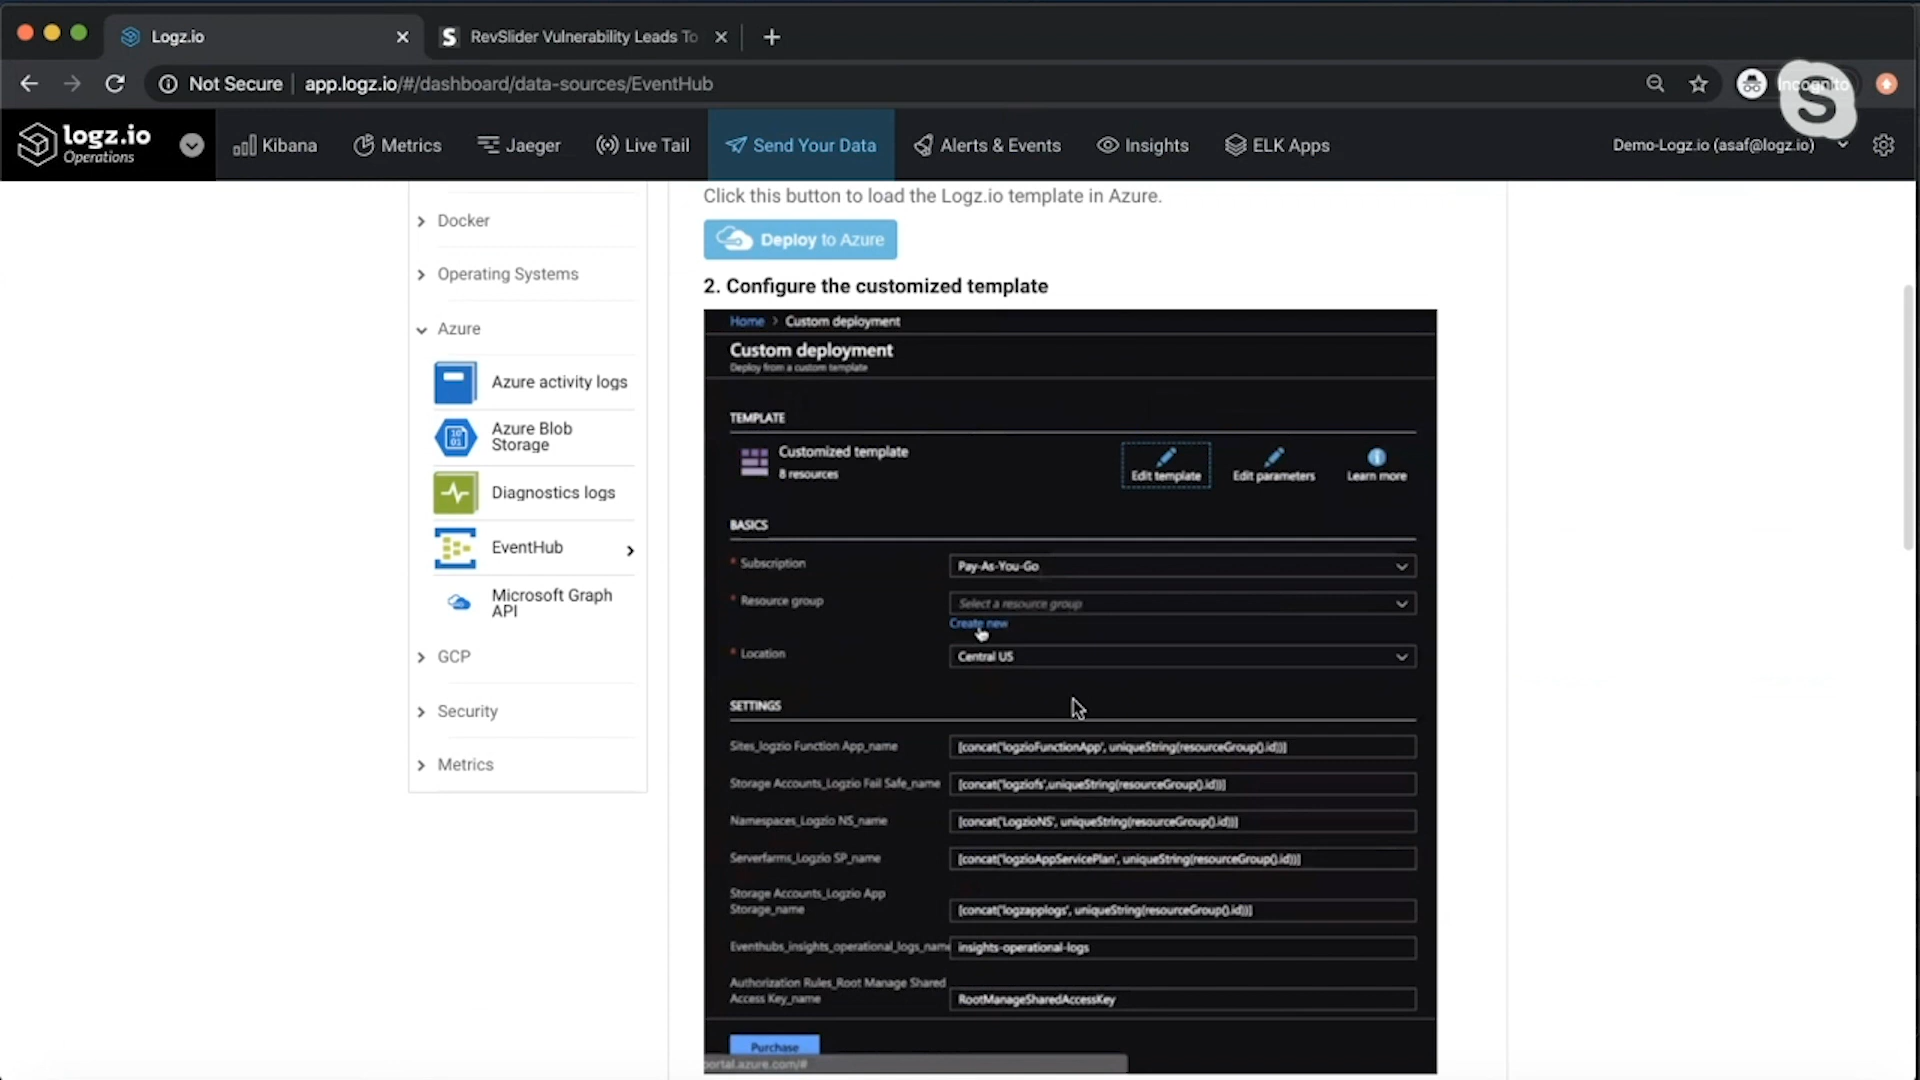 Logz.io
RevSlider Vulnerability Leads To
Not Secure
app.logz.io/#/dashboard/data-sources/EventHub
Incognito
S
logz.io
Operations
Kibana
Metrics
Jaeger
Live Tail
Send Your Data
Alerts & Events
Insights
ELK Apps
Demo-Logz.io (asaf@logz.io)
Docker
Operating Systems
Azure
Azure activity logs
Azure Blob
Storage
Diagnostics logs
EventHub
Microsoft Graph
API
GCP
Security
Metrics
Click this button to load the Logz.io template in Azure.
Deploy to Azure
2. Configure the customized template
Home > Custom deployment
Custom deployment
Deploy from a custom template
TEMPLATE
Customized template
8 resources
Edit template
Edit parameters
Learn more
BASICS
* Subscription
Pay-As-You-Go
* Resource group
Select a resource group
Create new
* Location
Central US
SETTINGS
Sites_logzio Function App_name
[concat('logzioFunctionApp', uniqueString(resourceGroup().id))]
Storage Accounts_Logzio Fail Safe_name
[concat('logziofs',uniqueString(resourceGroup().id))]
Namespaces_Logzio NS_name
[concat('LogzioNS', uniqueString(resourceGroup().id))]
Serverfarms_Logzio SP_name
[concat('logzioAppServicePlan', uniqueString(resourceGroup().id))]
Storage Accounts_Logzio App
Storage_name
[concat('logzapplogs', uniqueString(resourceGroup().id))]
Eventhubs_insights_operational_logs_name
insights-operational-logs
Authorization Rules_Root Manage Shared
Access Key_name
RootManageSharedAccessKey
Purchase
portal.azure.com/#